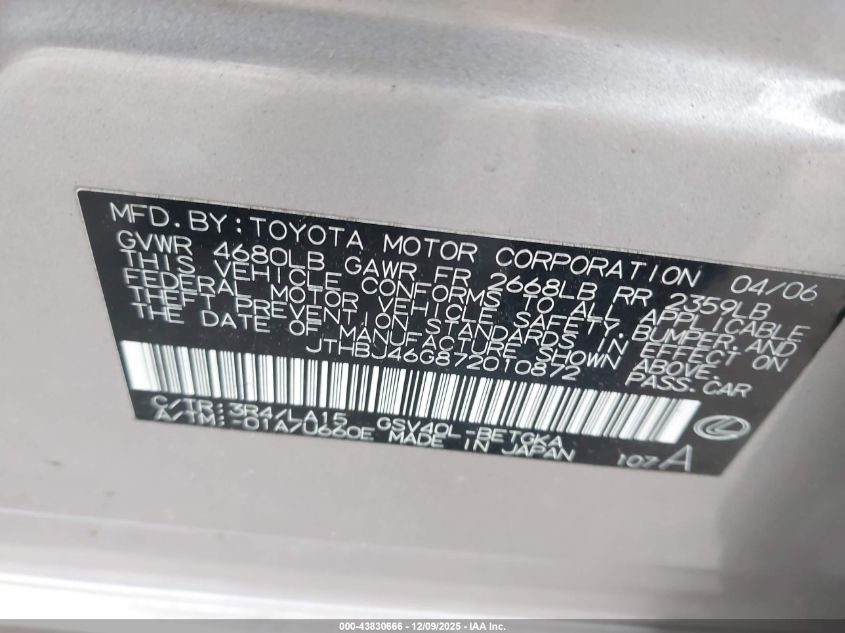 MFD.BY:TOYOTA MOTOR CORPORATION 04/06
GVWR 4680LB GAWR FR 2668LB RR 2359LB
THIS VEHICLE CONFORMS TO ALL APPLICABLE
FEDERAL MOTOR VEHICLE SAFETY, BUMPER, AND
THEFT PREVENTION STANDARDS IN EFFECT ON
THE DATE OF MANUFACTURE SHOWN ABOVE.
JTHBJ46G872010872 PASS.CAR
C/TR:3R4/LA15 GSV40L-BETGKA
A/TM:-01A/U660E MADE IN JAPAN 107A
000-43830666 - 12/09/2025 - IAA Inc.